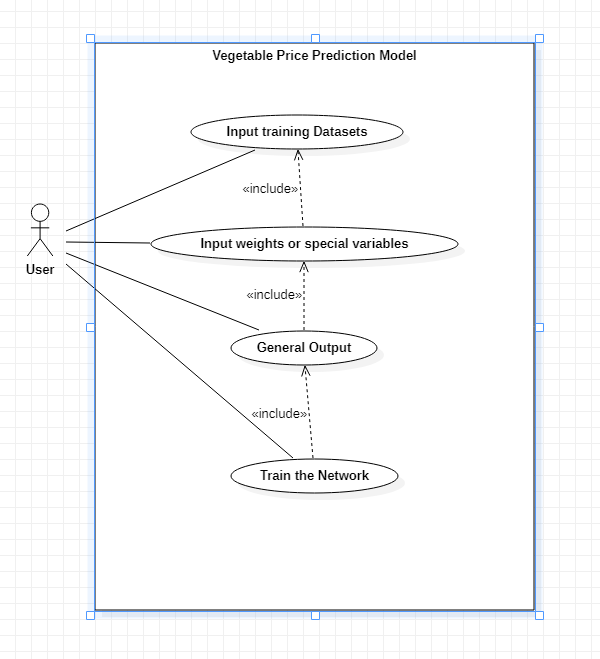 Vegetable Price Prediction Model
Input training Datasets
«include»
Input weights or special variables
User
«include»
General Output
«include»
Train the Network